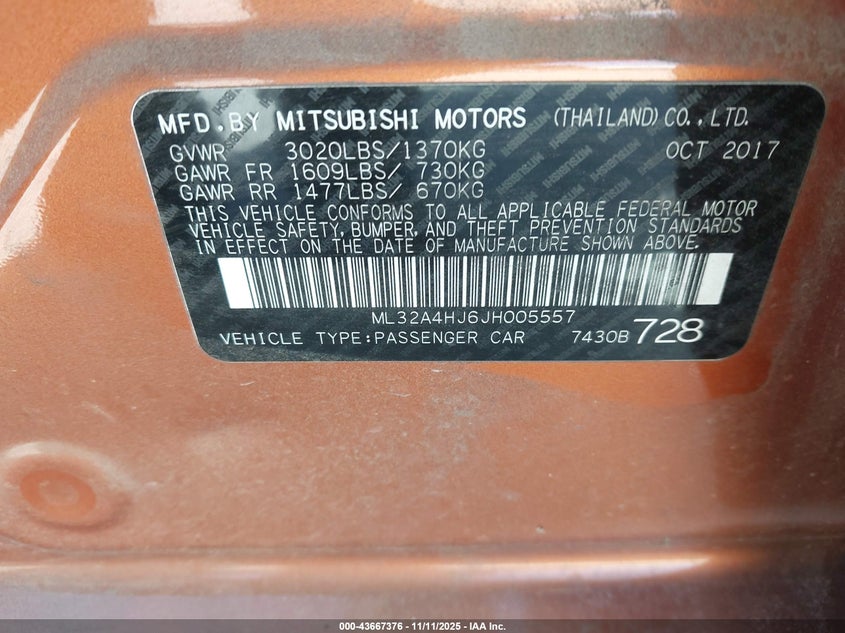 MFD. BY MITSUBISHI MOTORS (THAILAND) CO., LTD.
GVWR 3020LBS/1370KG OCT 2017
GAWR FR 1609LBS/ 730KG
GAWR RR 1477LBS/ 670KG
THIS VEHICLE CONFORMS TO ALL APPLICABLE FEDERAL MOTOR
VEHICLE SAFETY, BUMPER, AND THEFT PREVENTION STANDARDS
IN EFFECT ON THE DATE OF MANUFACTURE SHOWN ABOVE.
ML32A4HJ6JH005557
VEHICLE TYPE:PASSENGER CAR 7430B 728
000-43667376 - 11/11/2025 - IAA Inc.